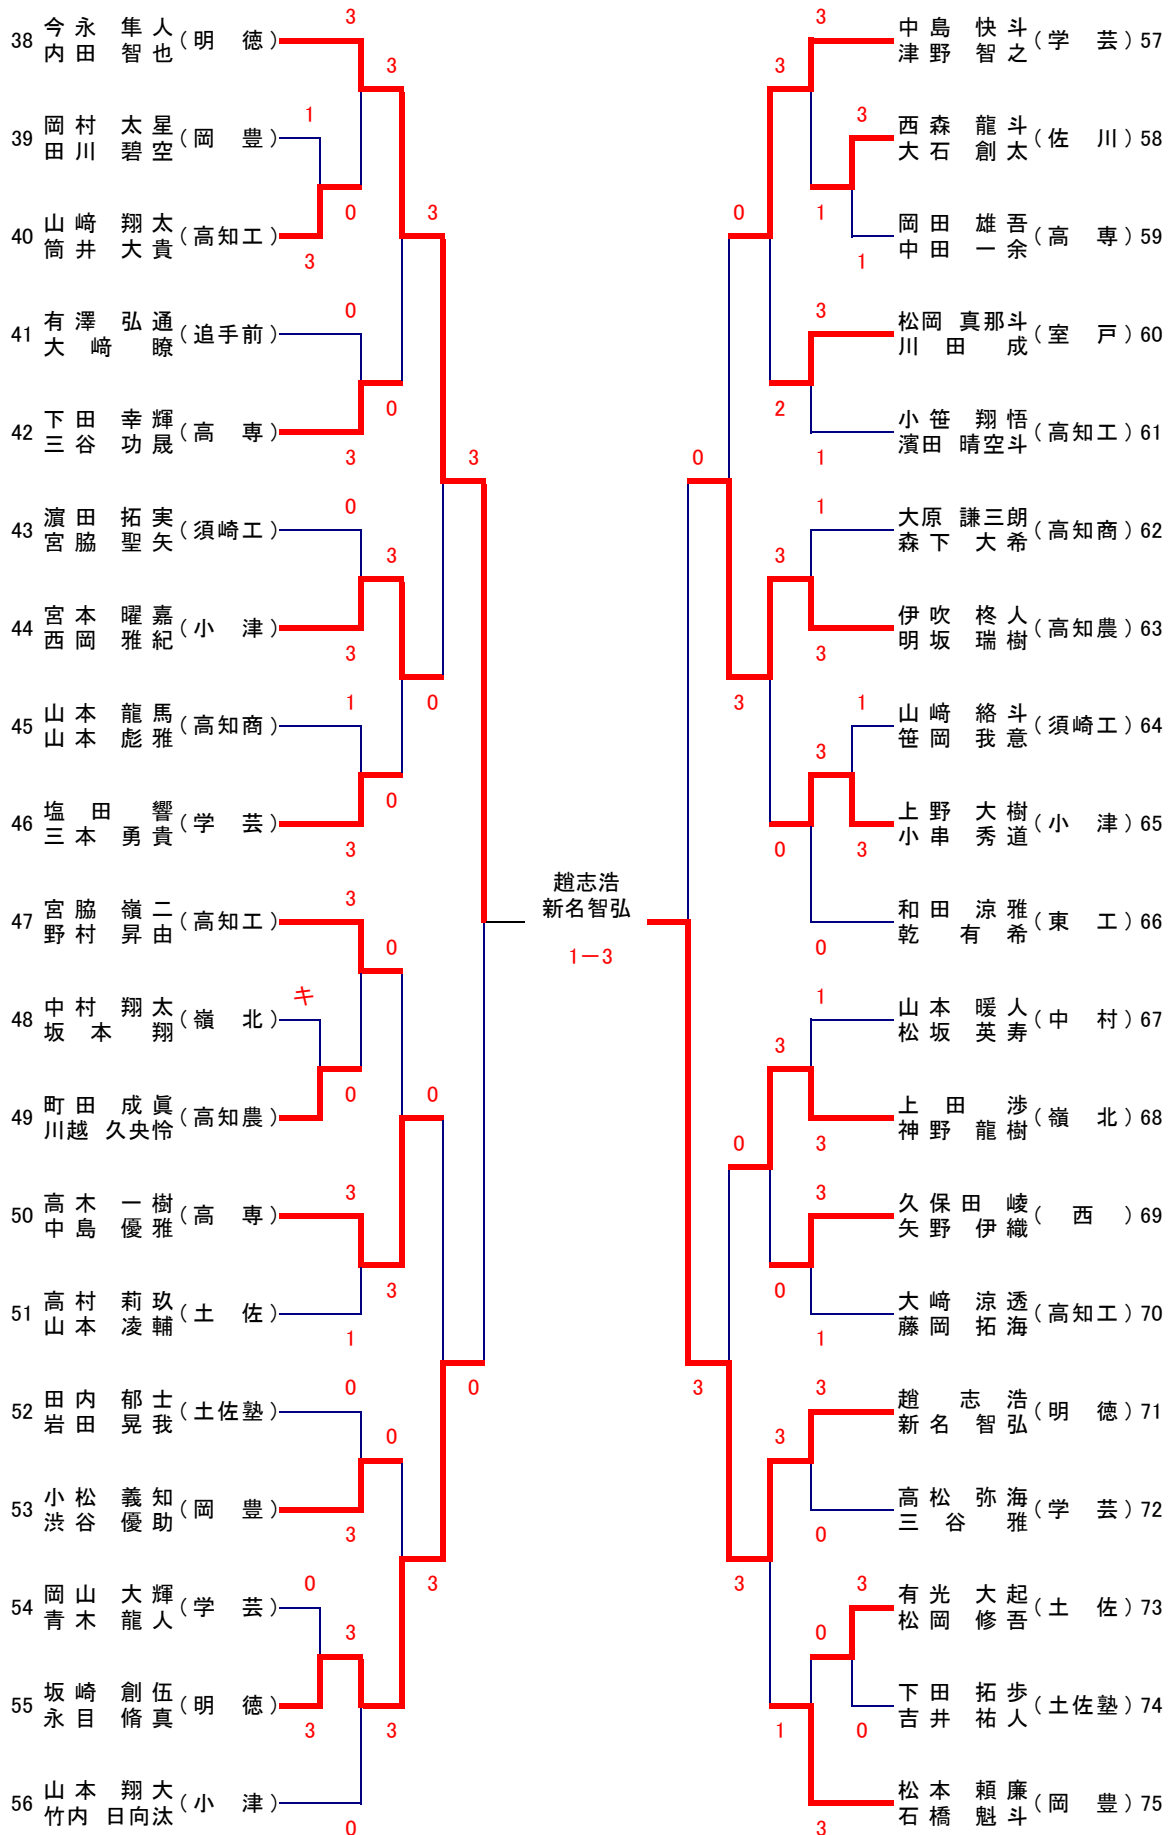 3
今永 隼人
38 (明 徳)
内田 智也
3
1
岡村 太星
39 (岡 豊)
田川 碧空
0
3
山﨑 翔太
40 (高知工)
筒井 大貴
3
0
有澤 弘通
41 (追手前)
大﨑 瞭
0
下田 幸輝
42 (高 専)
三谷 功晟
3
3
0
濵田 拓実
43 (須崎工)
宮脇 聖矢
3
宮本 曜嘉
44 (小 津)
西岡 雅紀
3
0
1
山本 龍馬
45 (高知商)
山本 彪雅
0
塩田 響
46 (学 芸)
三本 勇貴
3
3
宮脇 嶺二
47 (高知工)
野村 昇由
0
キ
中村 翔太
48 (嶺 北)
坂本 翔
0
0
町田 成眞
49 (高知農)
川越 久央怜
3
高木 一樹
50 (高 専)
中島 優雅
3
高村 莉玖
51 (土 佐)
山本 凌輔
1
0
0
田内 郁士
52 (土佐塾)
岩田 晃我
0
小松 義知
53 (岡 豊)
渋谷 優助
3
3
0
岡山 大輝
54 (学 芸)
青木 龍人
3
坂崎 創伍
55 (明 徳)
永目 脩真
3
3
山本 翔大
56 (小 津)
竹内 日向汰
0
趙志浩
新名智弘
1－3
3
中島 快斗
(学 芸) 57
津野 智之
3
3
西森 龍斗
(佐 川) 58
大石 創太
0
1
岡田 雄吾
(高 専) 59
中田 一余
1
3
松岡 真那斗
(室 戸) 60
川田 成
2
小笹 翔悟
(高知工) 61
濱田 晴空斗
1
0
1
大原 謙三朗
(高知商) 62
森下 大希
3
伊吹 柊人
(高知農) 63
明坂 瑞樹
3
3
1
山﨑 絡斗
(須崎工) 64
笹岡 我意
3
上野 大樹
(小 津) 65
小串 秀道
0
3
和田 涼雅
(東 工) 66
乾 有希
0
1
山本 暖人
(中 村) 67
松坂 英寿
3
上田 渉
(嶺 北) 68
神野 龍樹
3
0
3
久保田 崚
(西) 69
矢野 伊織
0
大﨑 涼透
(高知工) 70
藤岡 拓海
1
3
3
趙 志浩
(明 徳) 71
新名 智弘
3
高松 弥海
(学 芸) 72
三谷 雅
0
3
3
有光 大起
(土 佐) 73
松岡 修吾
0
下田 拓歩
(土佐塾) 74
吉井 祐人
1
0
松本 頼廉
(岡 豊) 75
石橋 魁斗
3